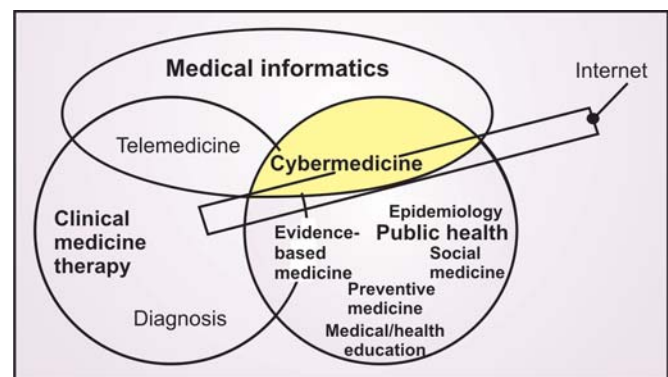 Medical informatics
Internet
Telemedicine
Cybermedicine
Clinical
medicine
therapy
Diagnosis
Evidence-
based
medicine
Epidemiology
Public health
Social
medicine
Preventive
medicine
Medical/health
education